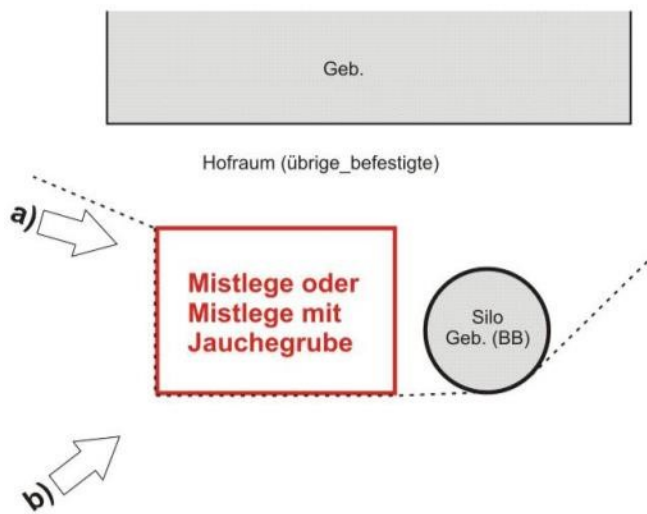 Geb.
Hofraum (übrige_befestigte)
a)
Mistlege oder
Mistlege mit
Jauchegrube
Silo
Geb. (BB)
b)